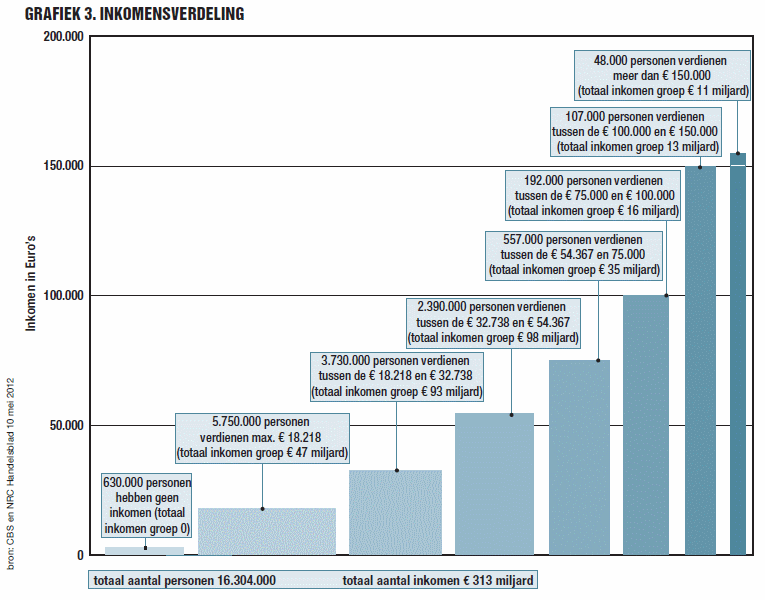 GRAFIEK 3. INKOMENSVERDELING
200.000
150.000
100.000
50.000
0
Inkomen in Euro's
bron: CBS en NRC Handelsblad 10 mei 2012
48.000 personen verdienen
meer dan € 150.000
(totaal inkomen groep € 11 miljard)
107.000 personen verdienen
tussen de € 100.000 en € 150.000
(totaal inkomen groep 13 miljard)
192.000 personen verdienen
tussen de € 75.000 en € 100.000
(totaal inkomen groep € 16 miljard)
557.000 personen verdienen
tussen de € 54.367 en 75.000
(totaal inkomen groep € 35 miljard)
2.390.000 personen verdienen
tussen de € 32.738 en € 54.367
(totaal inkomen groep € 98 miljard)
3.730.000 personen verdienen
tussen de € 18.218 en € 32.738
(totaal inkomen groep € 93 miljard)
5.750.000 personen
verdienen max. € 18.218
(totaal inkomen groep € 47 miljard)
630.000 personen
hebben geen
inkomen (totaal
inkomen groep 0)
totaal aantal personen 16.304.000 totaal aantal inkomen € 313 miljard